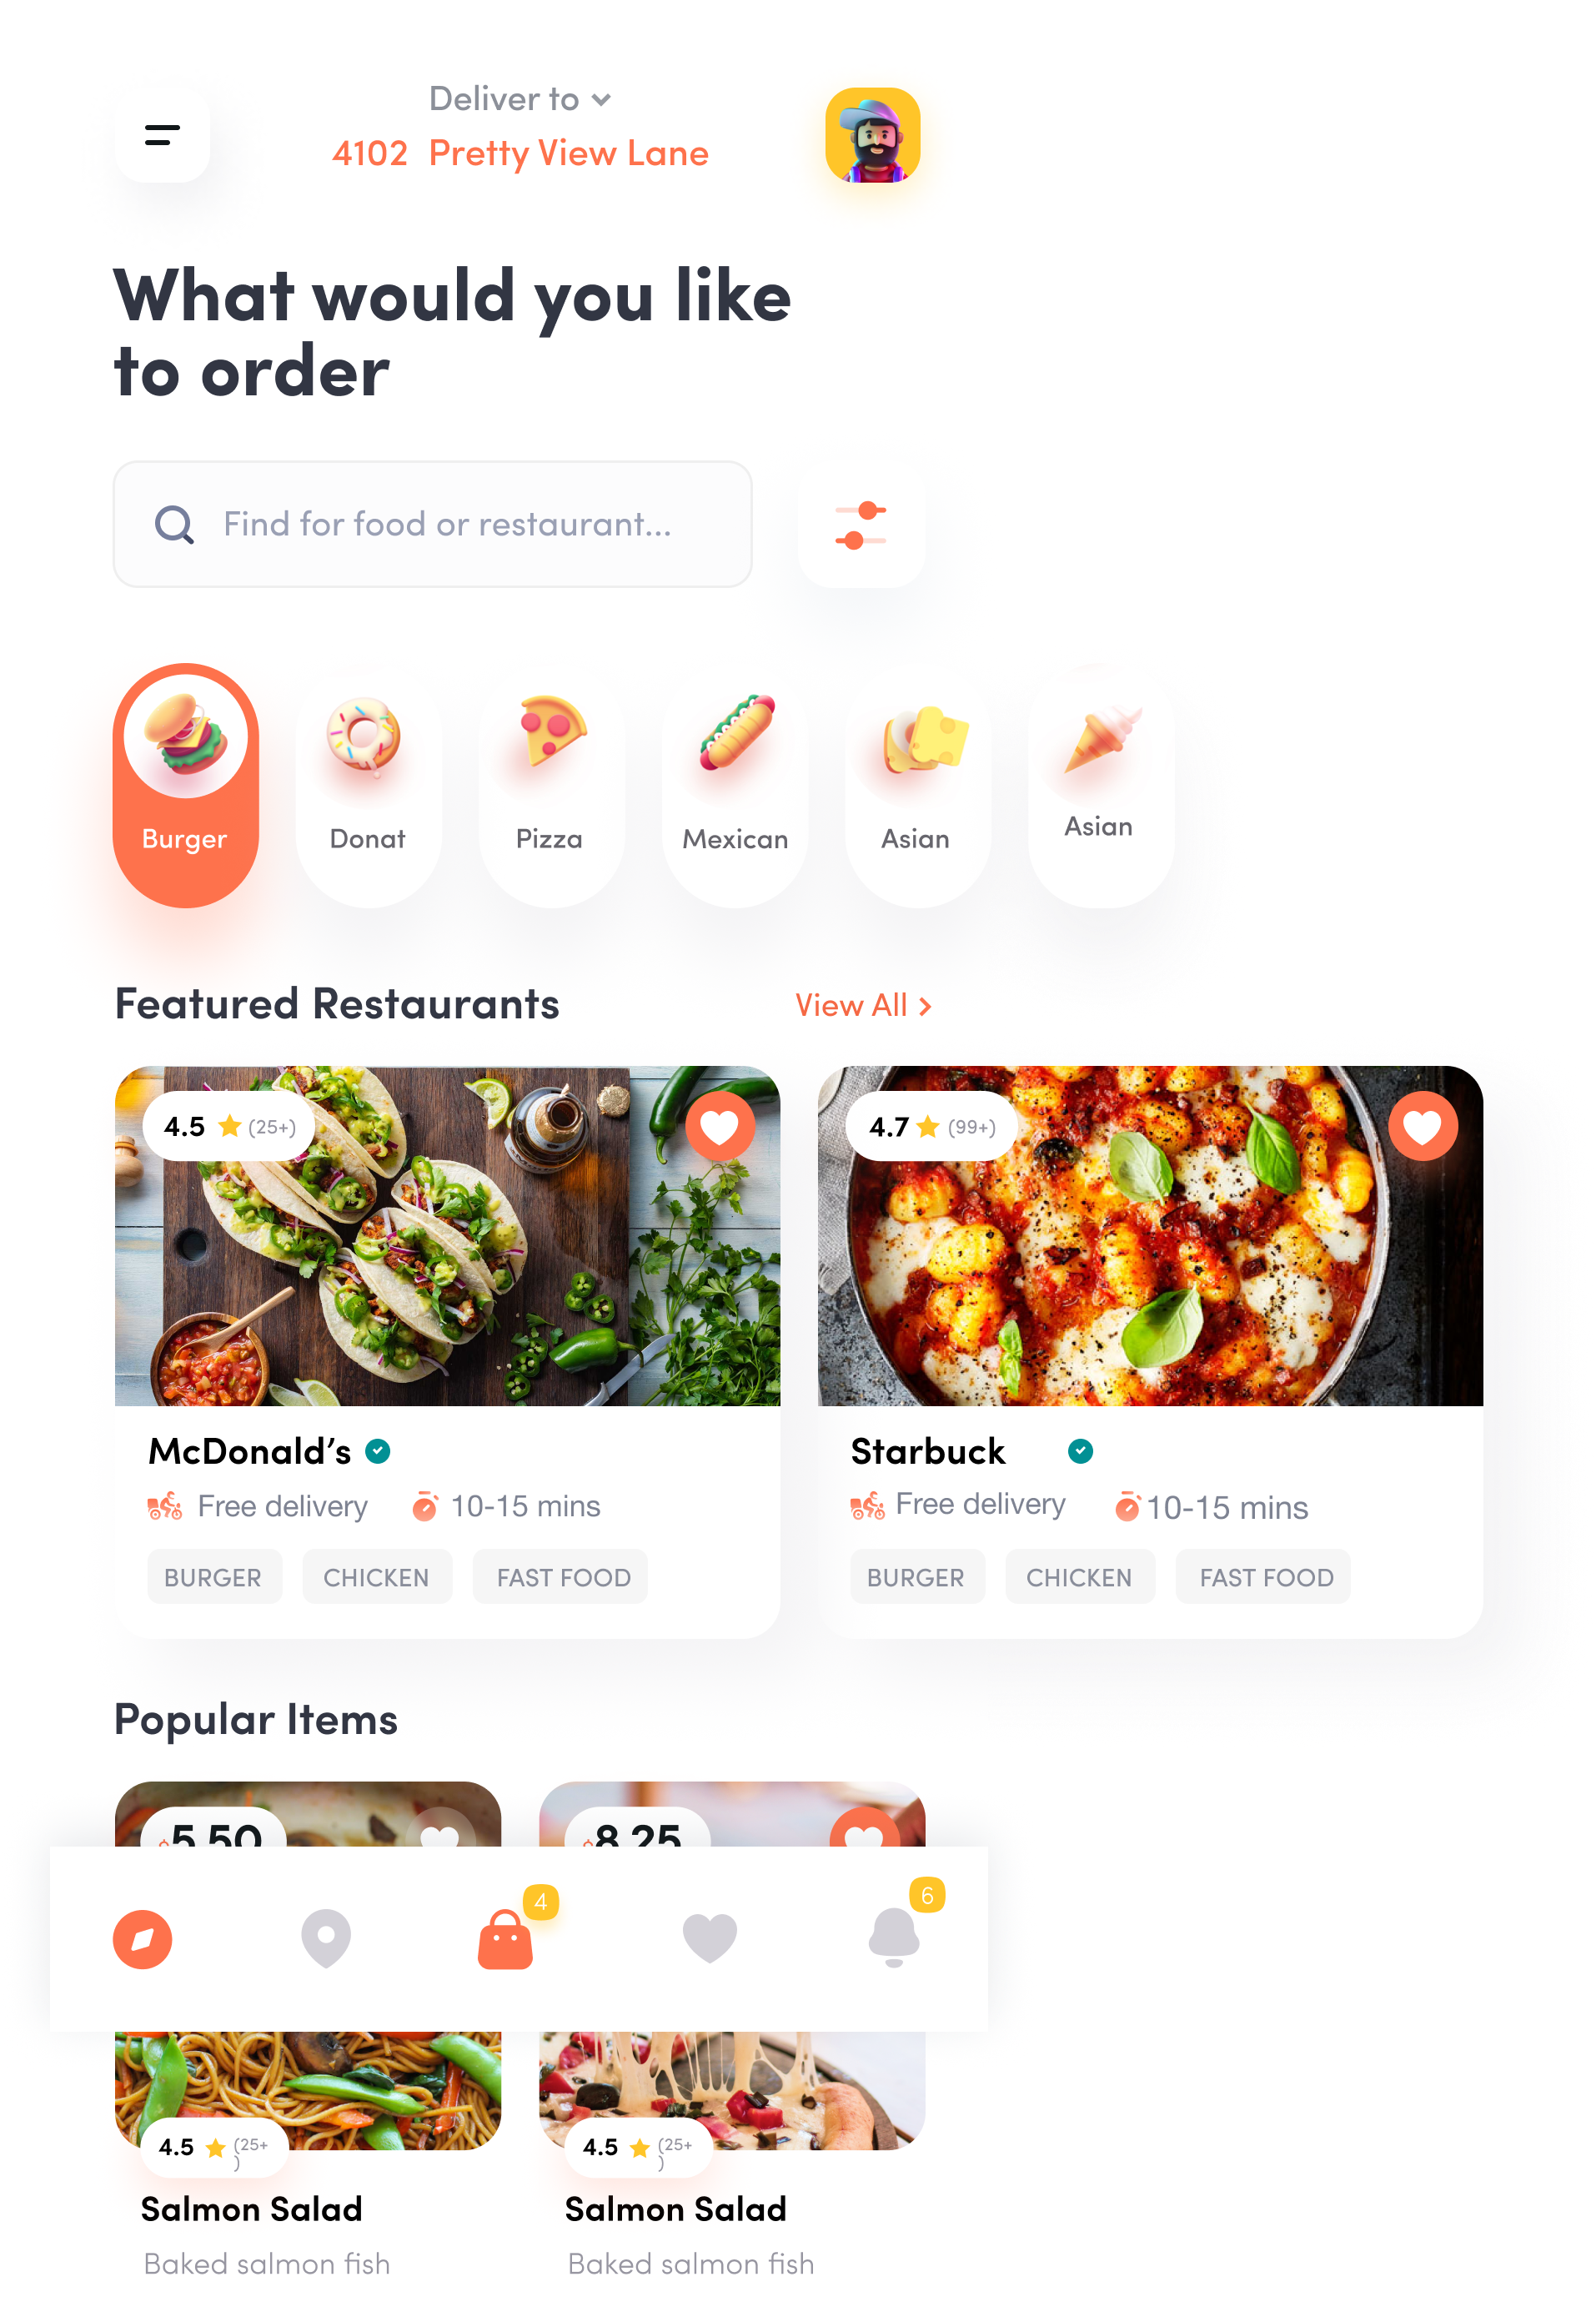 Deliver to
4102 Pretty View Lane
What would you like
to order
Find for food or restaurant...
Burger
Donat
Pizza
Mexican
Asian
Asian
Featured Restaurants
View All
4.5 (25+)
4.7 (99+)
McDonald’s
Free delivery
10-15 mins
BURGER
CHICKEN
FAST FOOD
Starbuck
Free delivery
10-15 mins
BURGER
CHICKEN
FAST FOOD
Popular Items
$5.50
$8.25
4
6
4.5 (25+
)
4.5 (25+
)
Salmon Salad
Baked salmon fish
Salmon Salad
Baked salmon fish